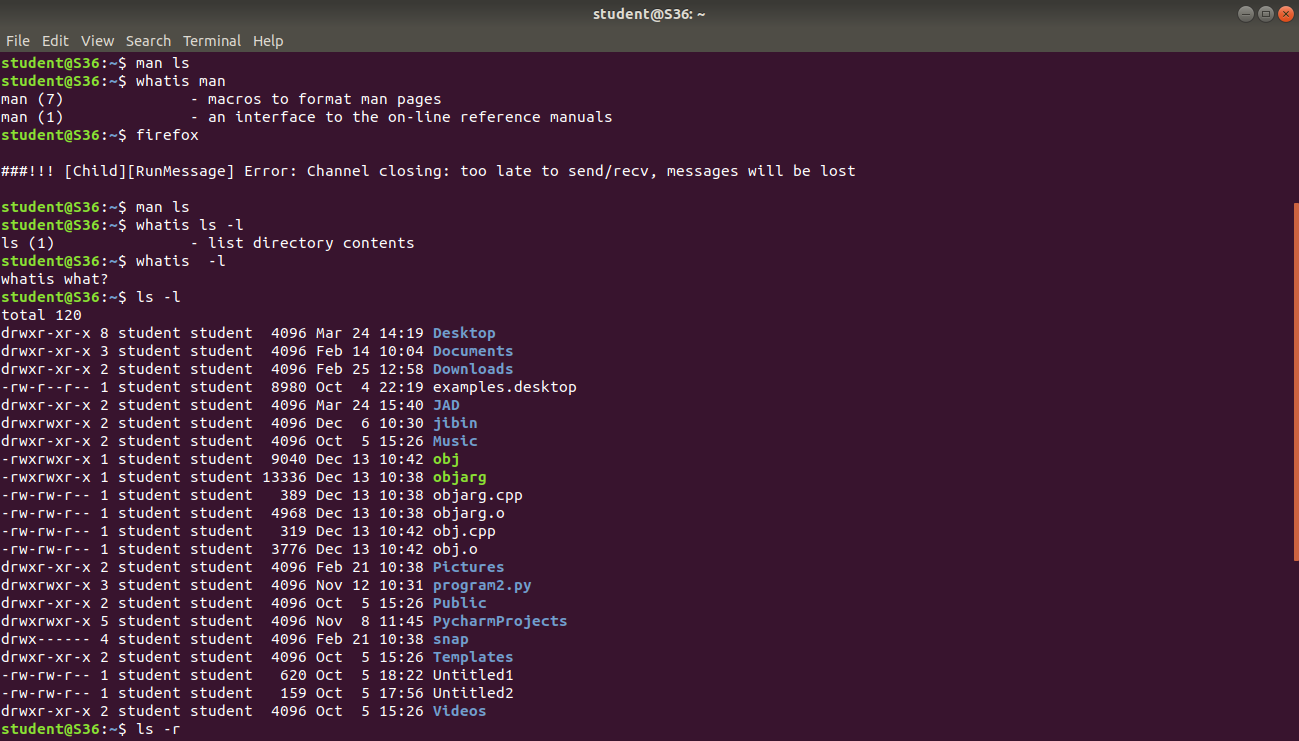 student@S36: ~
File Edit View Search Terminal Help
student@S36:~$ man ls
student@S36:~$ whatis man
man (7)              - macros to format man pages
man (1)              - an interface to the on-line reference manuals
student@S36:~$ firefox
###!!! [Child][RunMessage] Error: Channel closing: too late to send/recv, messages will be lost
student@S36:~$ man ls
student@S36:~$ whatis ls -l
ls (1)               - list directory contents
student@S36:~$ whatis  -l
whatis what?
student@S36:~$ ls -l
total 120
drwxr-xr-x 8 student student  4096 Mar 24 14:19 Desktop
drwxr-xr-x 3 student student  4096 Feb 14 10:04 Documents
drwxr-xr-x 2 student student  4096 Feb 25 12:58 Downloads
-rw-r--r-- 1 student student  8980 Oct  4 22:19 examples.desktop
drwxr-xr-x 2 student student  4096 Mar 24 15:40 JAD
drwxrwxr-x 2 student student  4096 Dec  6 10:30 jibin
drwxr-xr-x 2 student student  4096 Oct  5 15:26 Music
-rwxrwxr-x 1 student student  9040 Dec 13 10:42 obj
-rwxrwxr-x 1 student student 13336 Dec 13 10:38 objarg
-rw-rw-r-- 1 student student   389 Dec 13 10:38 objarg.cpp
-rw-rw-r-- 1 student student  4968 Dec 13 10:38 objarg.o
-rw-rw-r-- 1 student student   319 Dec 13 10:42 obj.cpp
-rw-rw-r-- 1 student student  3776 Dec 13 10:42 obj.o
drwxr-xr-x 2 student student  4096 Feb 21 10:38 Pictures
drwxrwxr-x 3 student student  4096 Nov 12 10:31 program2.py
drwxr-xr-x 2 student student  4096 Oct  5 15:26 Public
drwxrwxr-x 5 student student  4096 Nov  8 11:45 PycharmProjects
drwx------ 4 student student  4096 Feb 21 10:38 snap
drwxr-xr-x 2 student student  4096 Oct  5 15:26 Templates
-rw-rw-r-- 1 student student   620 Oct  5 18:22 Untitled1
-rw-rw-r-- 1 student student   159 Oct  5 17:56 Untitled2
drwxr-xr-x 2 student student  4096 Oct  5 15:26 Videos
student@S36:~$ ls -r